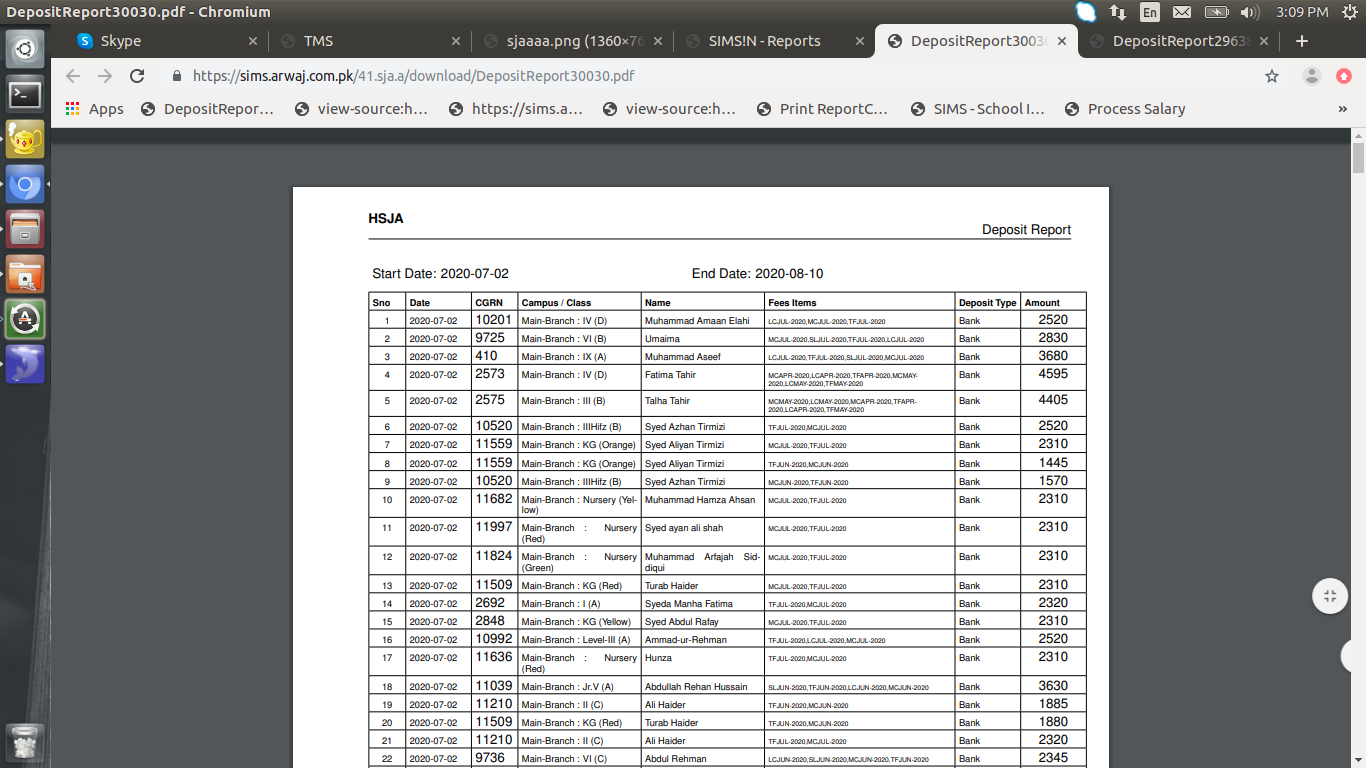 DepositReport30030.pdf - Chromium En 3:09 PM
Skype TMS sjaaaa.png (1360×76 SIMS!N - Reports DepositReport3003 DepositReport2963
https://sims.arwaj.com.pk/41.sja.a/download/DepositReport30030.pdf
Apps DepositRepor... view-source:h... https://sims.a... view-source:h... Print ReportC... SIMS - School I... Process Salary »
HSJA
Deposit Report
Start Date: 2020-07-02 End Date: 2020-08-10
Sno Date CGRN Campus / Class Name Fees Items Deposit Type Amount
1 2020-07-02 10201 Main-Branch : IV (D) Muhammad Amaan Elahi LCJUL-2020,MCJUL-2020,TFJUL-2020 Bank 2520
2 2020-07-02 9725 Main-Branch : VI (B) Umaima MCJUL-2020,SLJUL-2020,TFJUL-2020,LCJUL-2020 Bank 2830
3 2020-07-02 410 Main-Branch : IX (A) Muhammad Aseef LCJUL-2020,TFJUL-2020,SLJUL-2020,MCJUL-2020 Bank 3680
4 2020-07-02 2573 Main-Branch : IV (D) Fatima Tahir MCAPR-2020,LCAPR-2020,TFAPR-2020,MCMAY- Bank 4595
2020,LCMAY-2020,TFMAY-2020
5 2020-07-02 2575 Main-Branch : III (B) Talha Tahir MCMAY-2020,LCMAY-2020,MCAPR-2020,TFAPR- Bank 4405
2020,LCAPR-2020,TFMAY-2020
6 2020-07-02 10520 Main-Branch : IIIHifz (B) Syed Azhan Tirmizi TFJUL-2020,MCJUL-2020 Bank 2520
7 2020-07-02 11559 Main-Branch : KG (Orange) Syed Aliyan Tirmizi MCJUL-2020,TFJUL-2020 Bank 2310
8 2020-07-02 11559 Main-Branch : KG (Orange) Syed Aliyan Tirmizi TFJUN-2020,MCJUN-2020 Bank 1445
9 2020-07-02 10520 Main-Branch : IIIHifz (B) Syed Azhan Tirmizi MCJUN-2020,TFJUN-2020 Bank 1570
10 2020-07-02 11682 Main-Branch : Nursery (Yel- Muhammad Hamza Ahsan MCJUL-2020,TFJUL-2020 Bank 2310
low)
11 2020-07-02 11997 Main-Branch : Nursery Syed ayan ali shah MCJUL-2020,TFJUL-2020 Bank 2310
(Red)
12 2020-07-02 11824 Main-Branch : Nursery Muhammad Arfajah Sid- MCJUL-2020,TFJUL-2020 Bank 2310
(Green) diqui
13 2020-07-02 11509 Main-Branch : KG (Red) Turab Haider MCJUL-2020,TFJUL-2020 Bank 2310
14 2020-07-02 2692 Main-Branch : I (A) Syeda Manha Fatima TFJUL-2020,MCJUL-2020 Bank 2320
15 2020-07-02 2848 Main-Branch : KG (Yellow) Syed Abdul Rafay MCJUL-2020,TFJUL-2020 Bank 2310
16 2020-07-02 10992 Main-Branch : Level-III (A) Ammad-ur-Rehman TFJUL-2020,LCJUL-2020,MCJUL-2020 Bank 2520
17 2020-07-02 11636 Main-Branch : Nursery Hunza TFJUL-2020,MCJUL-2020 Bank 2310
(Red)
18 2020-07-02 11039 Main-Branch : Jr.V (A) Abdullah Rehan Hussain SLJUN-2020,TFJUN-2020,LCJUN-2020,MCJUN-2020 Bank 3630
19 2020-07-02 11210 Main-Branch : II (C) Ali Haider TFJUN-2020,MCJUN-2020 Bank 1885
20 2020-07-02 11509 Main-Branch : KG (Red) Turab Haider TFJUN-2020,MCJUN-2020 Bank 1880
21 2020-07-02 11210 Main-Branch : II (C) Ali Haider TFJUL-2020,MCJUL-2020 Bank 2320
22 2020-07-02 9736 Main-Branch : VI (C) Abdul Rehman LCJUN-2020,SLJUN-2020,MCJUN-2020,TFJUN-2020 Bank 2345